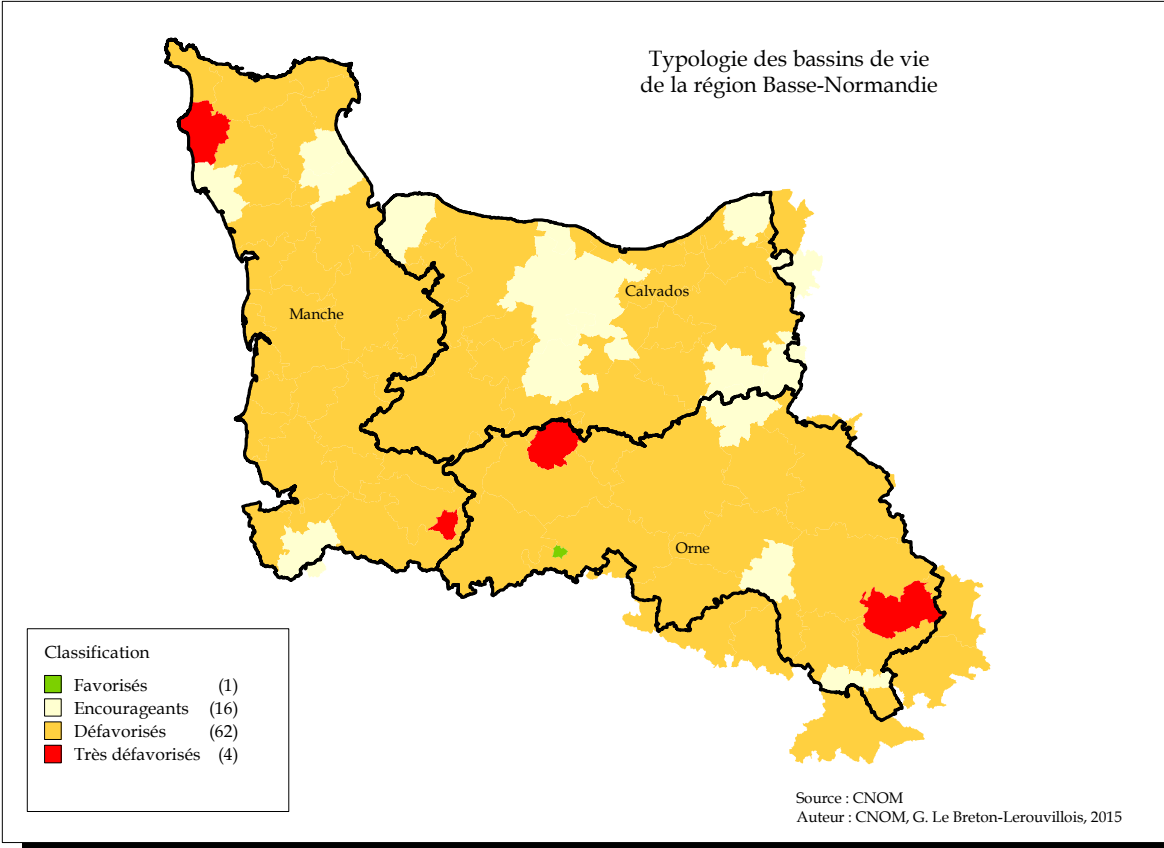 Typologie des bassins de vie
de la région Basse-Normandie
Manche
Calvados
Orne
Classification
Favorisés (1)
Encourageants (16)
Défavorisés (62)
Très défavorisés (4)
Source : CNOM
Auteur : CNOM, G. Le Breton-Lerouvillois, 2015